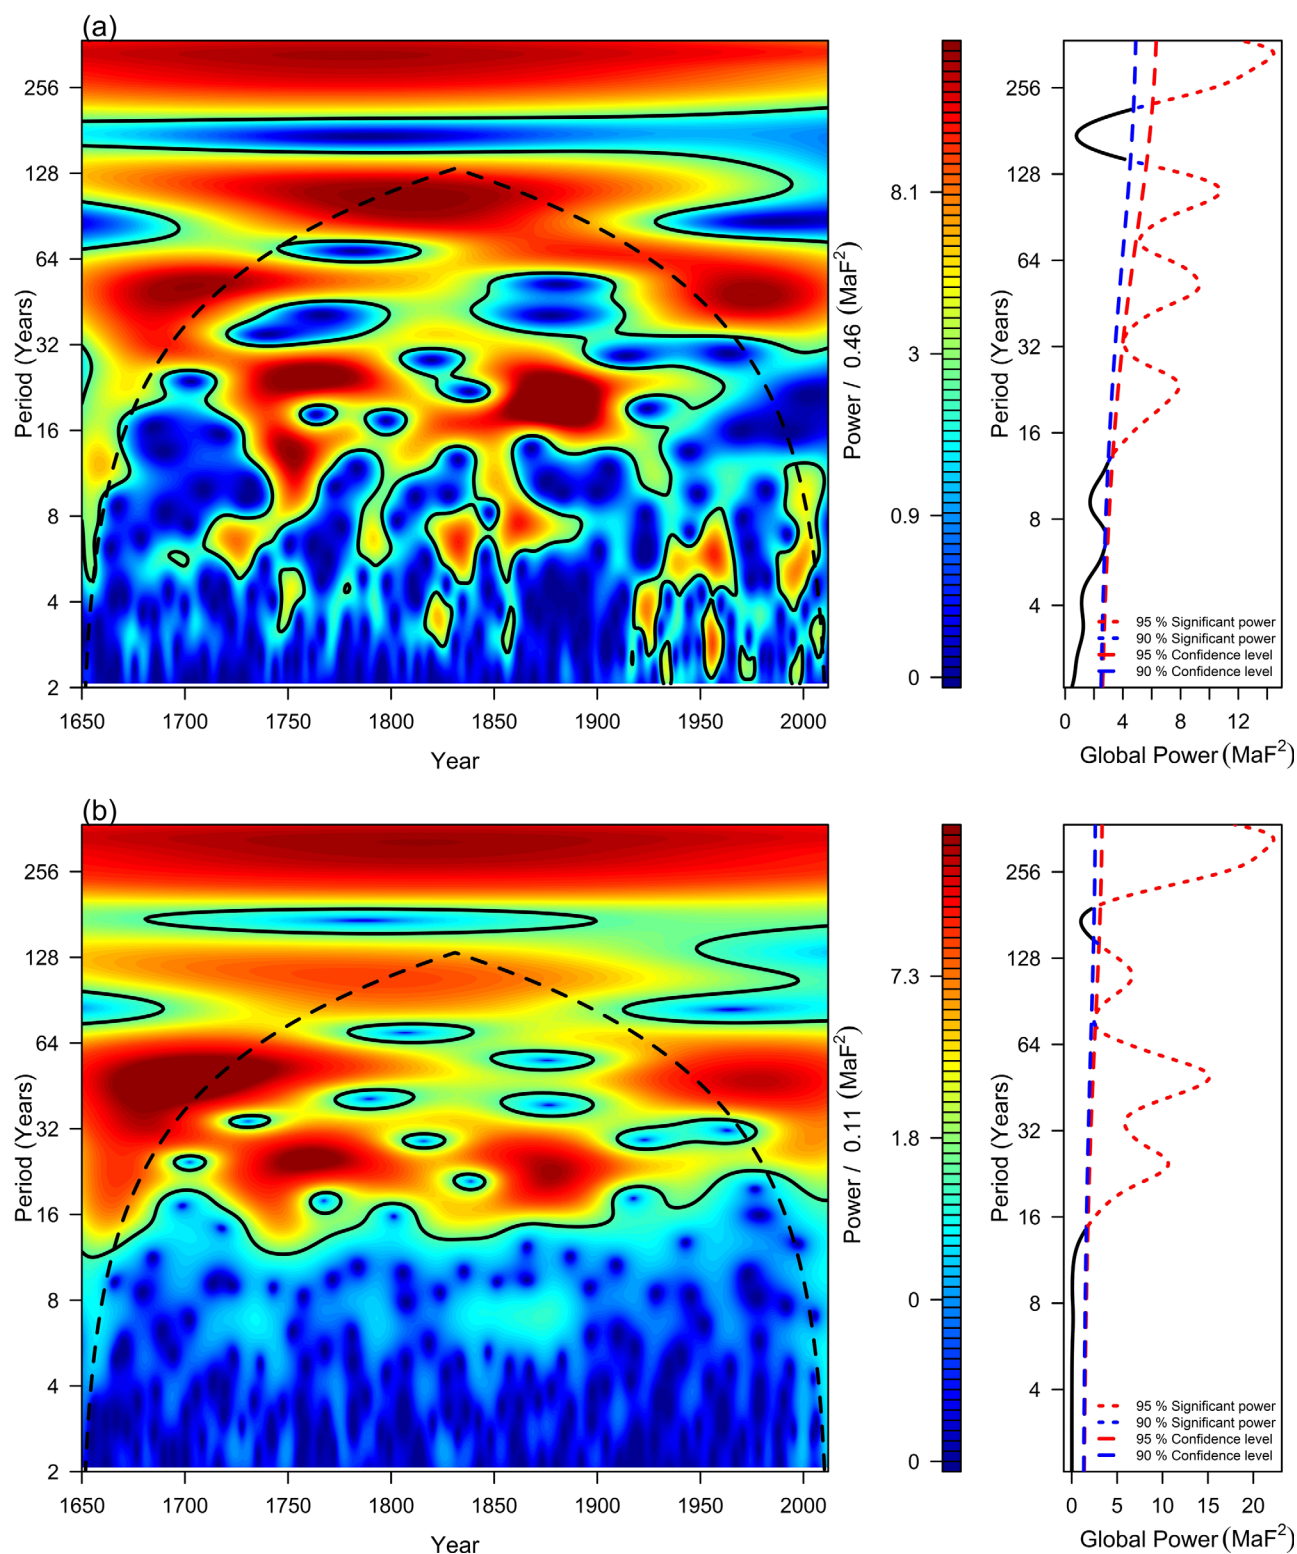 (a)
256
128
64
32
16
8
4
2
Period (Years)
1650 1700 1750 1800 1850 1900 1950 2000
Year
8.1
3
0.9
0
Power / 0.46 (MaF²)
256
128
64
32
16
8
4
Period (Years)
95 % Significant power
90 % Significant power
95 % Confidence level
90 % Confidence level
0 4 8 12
Global Power (MaF²)
(b)
256
128
64
32
16
8
4
2
Period (Years)
1650 1700 1750 1800 1850 1900 1950 2000
Year
7.3
1.8
0
0
Power / 0.11 (MaF²)
256
128
64
32
16
8
4
Period (Years)
95 % Significant power
90 % Significant power
95 % Confidence level
90 % Confidence level
0 5 10 15 20
Global Power (MaF²)